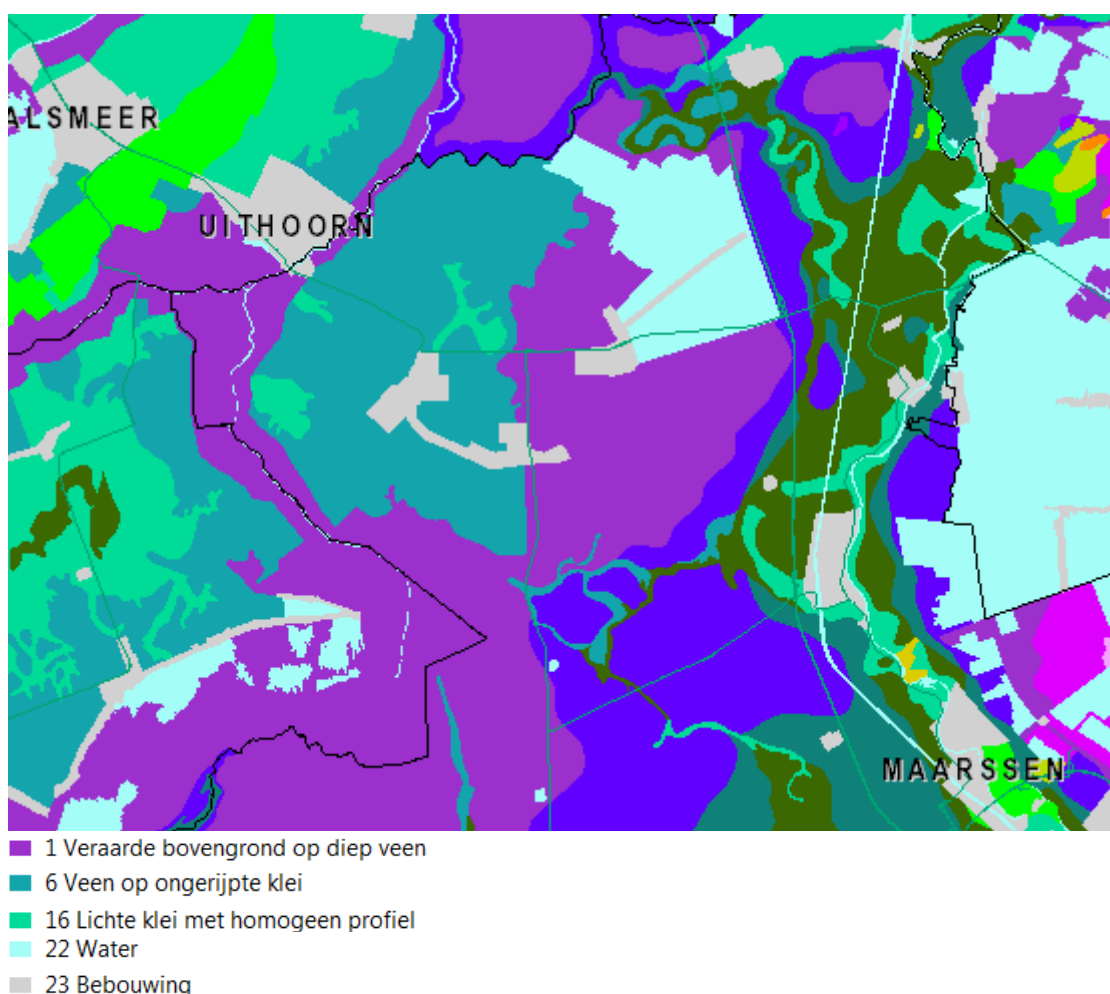 ALSMEER
UITHOORN
MAARSSEN
1 Veraarde bovengrond op diep veen
6 Veen op ongerijpte klei
16 Lichte klei met homogeen profiel
22 Water
23 Bebouwing